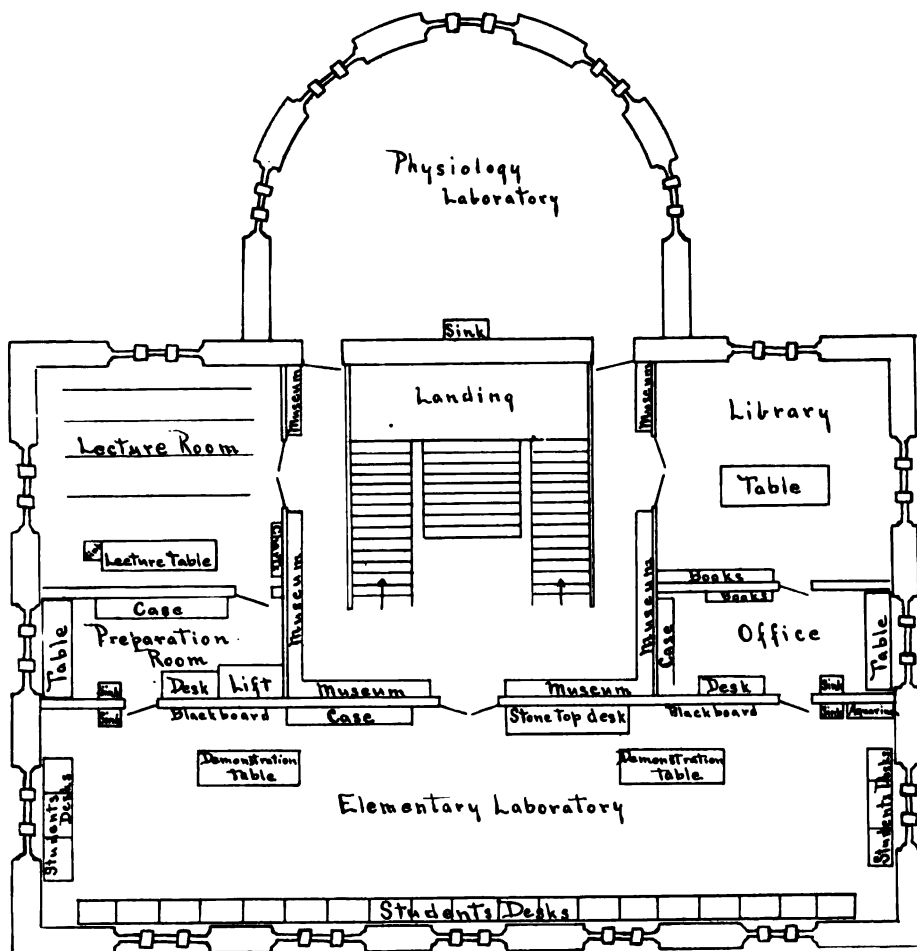 Physiology
Laboratory
Sink
Landing
Museum
Museum
Lecture Room
Library
Table
Lecture Table
Museum
Museum
Books
Books
Case
Case
Preparation
Room
Office
Table
Table
Desk
Lift
Museum
Museum
Desk
Sink
Sink
Sink
Sink
Aquarium
Blackboard
Case
Stone Top desk
Blackboard
Demonstration
Table
Demonstration
Table
Elementary Laboratory
Students
Desks
Students Desks
Students Desks